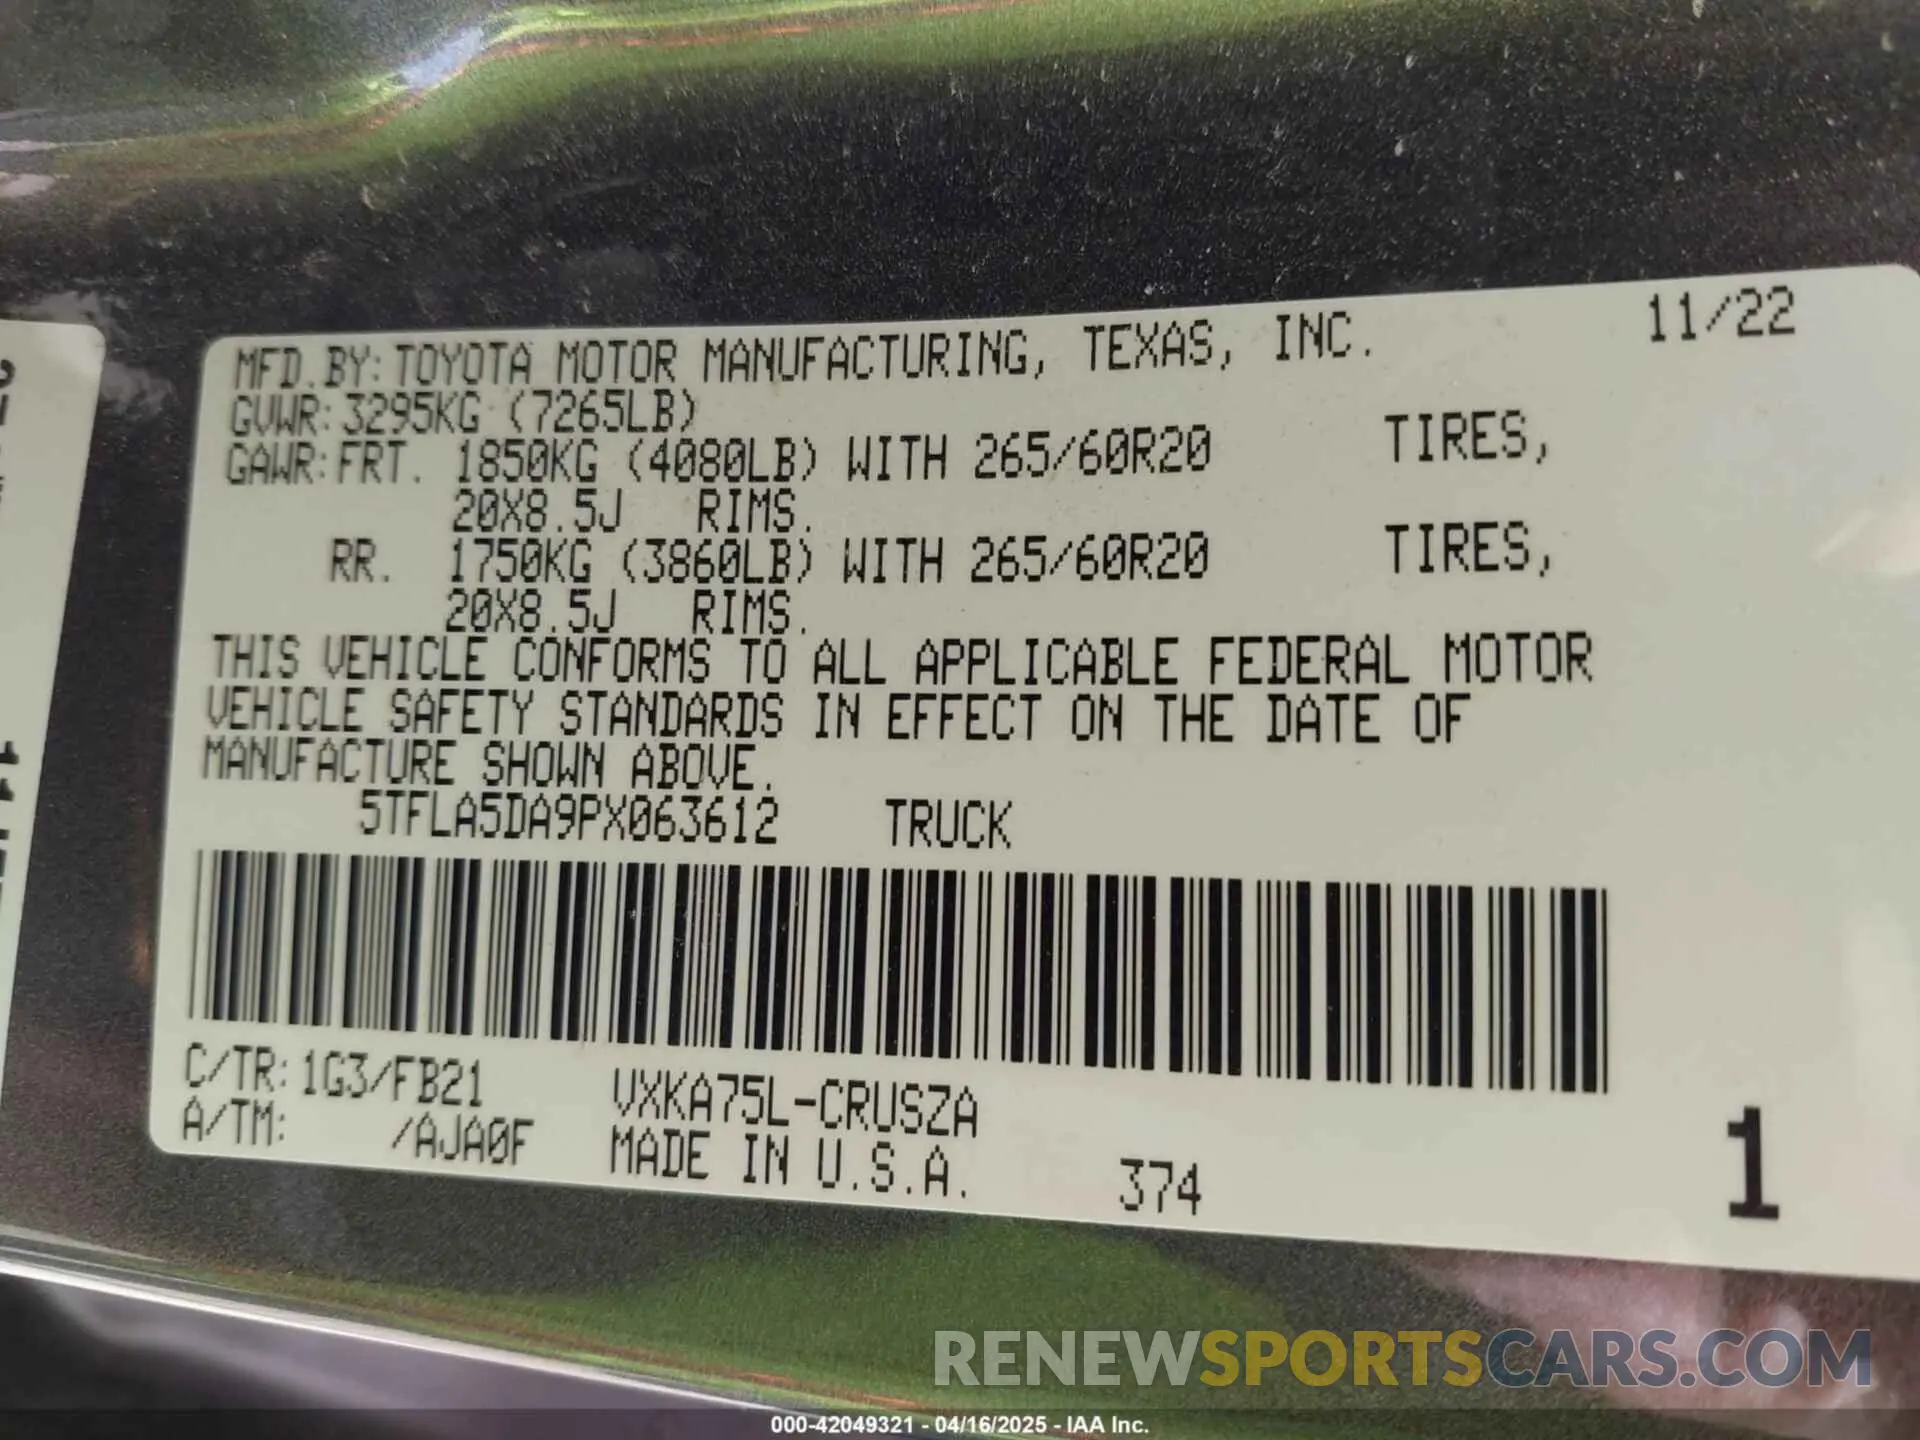 MFD.BY:TOYOTA MOTOR MANUFACTURING, TEXAS, INC. 11/22
GVWR:3295KG (7265LB)
GAWR:FRT. 1850KG (4080LB) WITH 265/60R20 TIRES,
20X8.5J RIMS.
RR. 1750KG (3860LB) WITH 265/60R20 TIRES,
20X8.5J RIMS.
THIS VEHICLE CONFORMS TO ALL APPLICABLE FEDERAL MOTOR
VEHICLE SAFETY STANDARDS IN EFFECT ON THE DATE OF
MANUFACTURE SHOWN ABOVE.
5TFLA5DA9PX063612 TRUCK
C/TR:1G3/FB21 VXKA75L-CRUSZA
A/TM: /AJA0F MADE IN U.S.A. 374 1
RENEWSPORTSCARS.COM
000-42049321 - 04/16/2025 - IAA Inc.